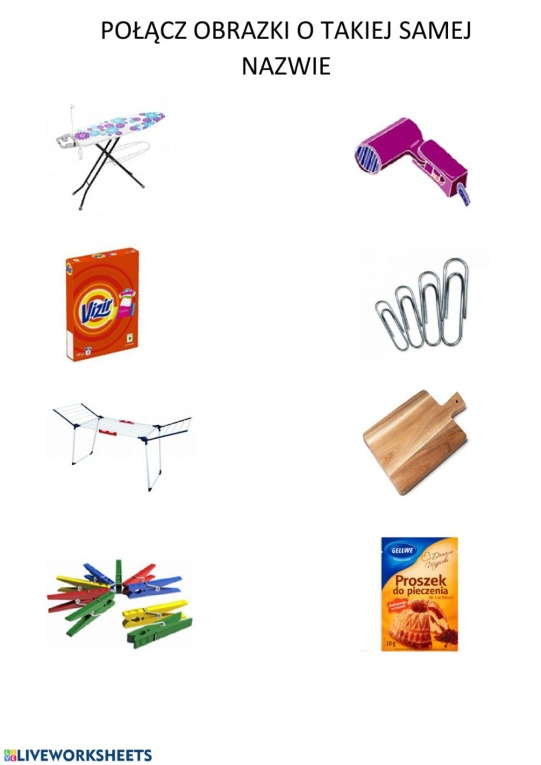 POŁĄCZ OBRAZKI O TAKIEJ SAMEJ
NAZWIE
Vizir
GELLWE
Proszek
do pieczenia
LIVEWORKSHEETS